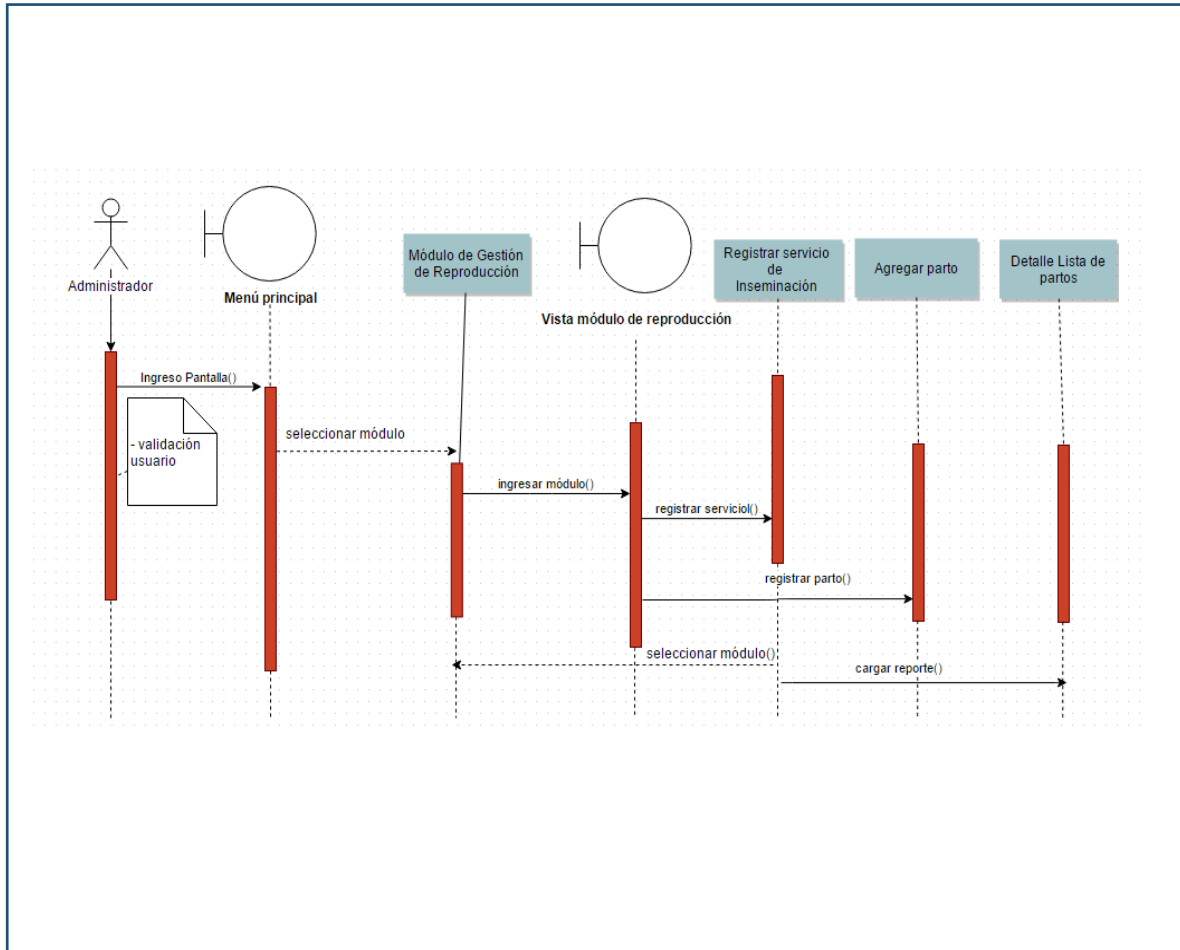 Administrador
Menú principal
Módulo de Gestión
de Reproducción
Vista módulo de reproducción
Registrar servicio
de
Inseminación
Agregar parto
Detalle Lista de
partos
Ingreso Pantalla()
- validación
usuario
seleccionar módulo
ingresar módulo()
registrar serviciol()
registrar parto()
seleccionar módulo()
cargar reporte()